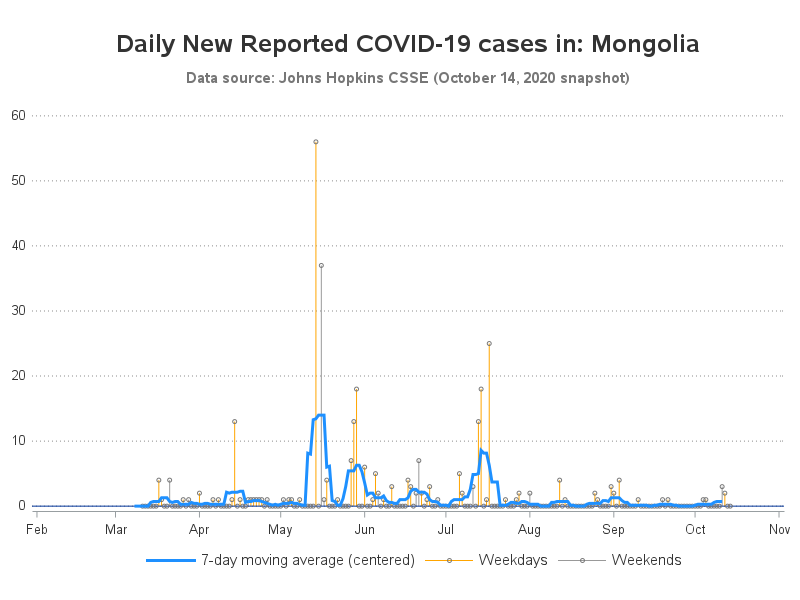 Daily New Reported COVID-19 cases in: Mongolia
Data source: Johns Hopkins CSSE (October 14, 2020 snapshot)
60
50
40
30
20
10
0
Feb Mar Apr May Jun Jul Aug Sep Oct Nov
7-day moving average (centered) Weekdays Weekends